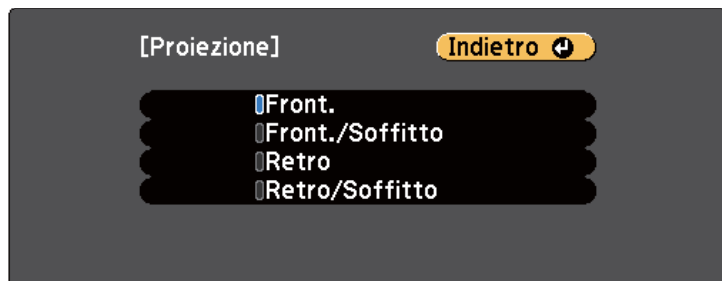 [Proiezione]
Indietro
Front.
Front./Soffitto
Retro
Retro/Soffitto